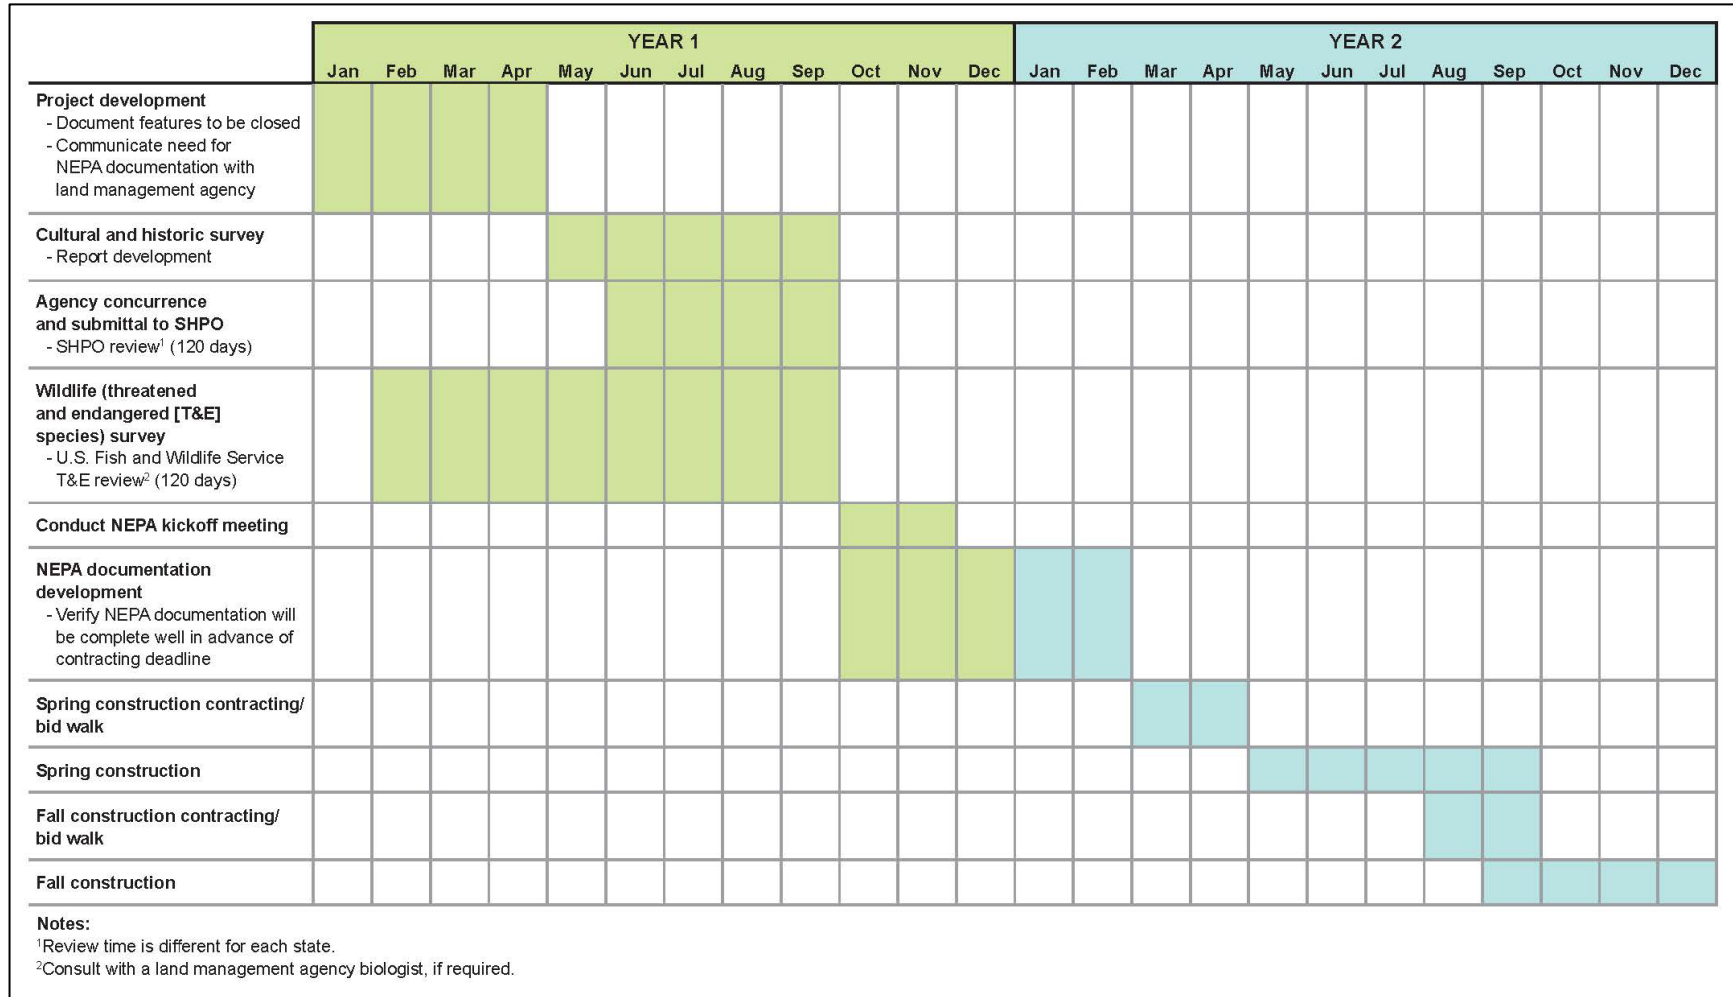 YEAR 1 YEAR 2
Jan Feb Mar Apr May Jun Jul Aug Sep Oct Nov Dec Jan Feb Mar Apr May Jun Jul Aug Sep Oct Nov Dec
Project development
- Document features to be closed
- Communicate need for
NEPA documentation with
land management agency
Cultural and historic survey
- Report development
Agency concurrence
and submittal to SHPO
- SHPO review¹ (120 days)
Wildlife (threatened
and endangered [T&E]
species) survey
- U.S. Fish and Wildlife Service
T&E review² (120 days)
Conduct NEPA kickoff meeting
NEPA documentation
development
- Verify NEPA documentation will
be complete well in advance of
contracting deadline
Spring construction contracting/
bid walk
Spring construction
Fall construction contracting/
bid walk
Fall construction
Notes:
¹Review time is different for each state.
²Consult with a land management agency biologist, if required.